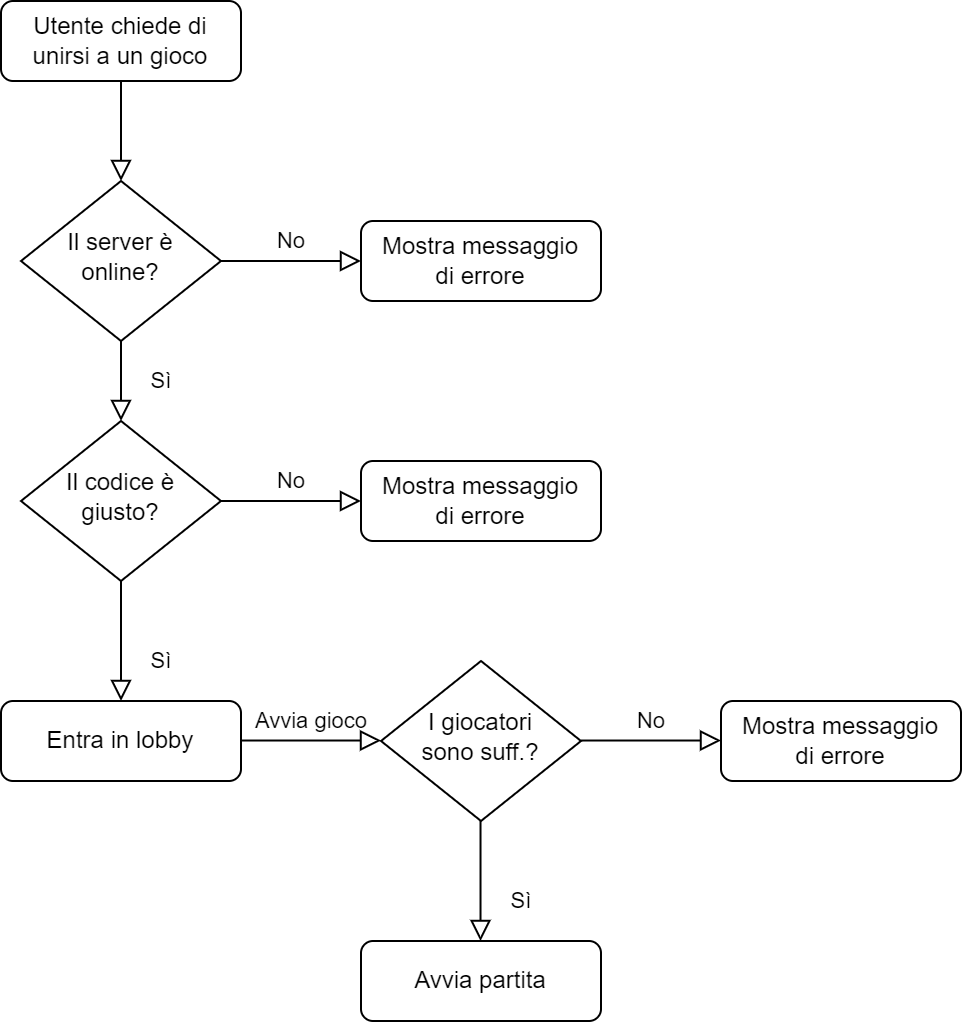 Utente chiede di
unirsi a un gioco
Il server è
online?
No
Mostra messaggio
di errore
Sì
Il codice è
giusto?
No
Mostra messaggio
di errore
Sì
Entra in lobby
Avvia gioco
I giocatori
sono suff.?
No
Mostra messaggio
di errore
Sì
Avvia partita